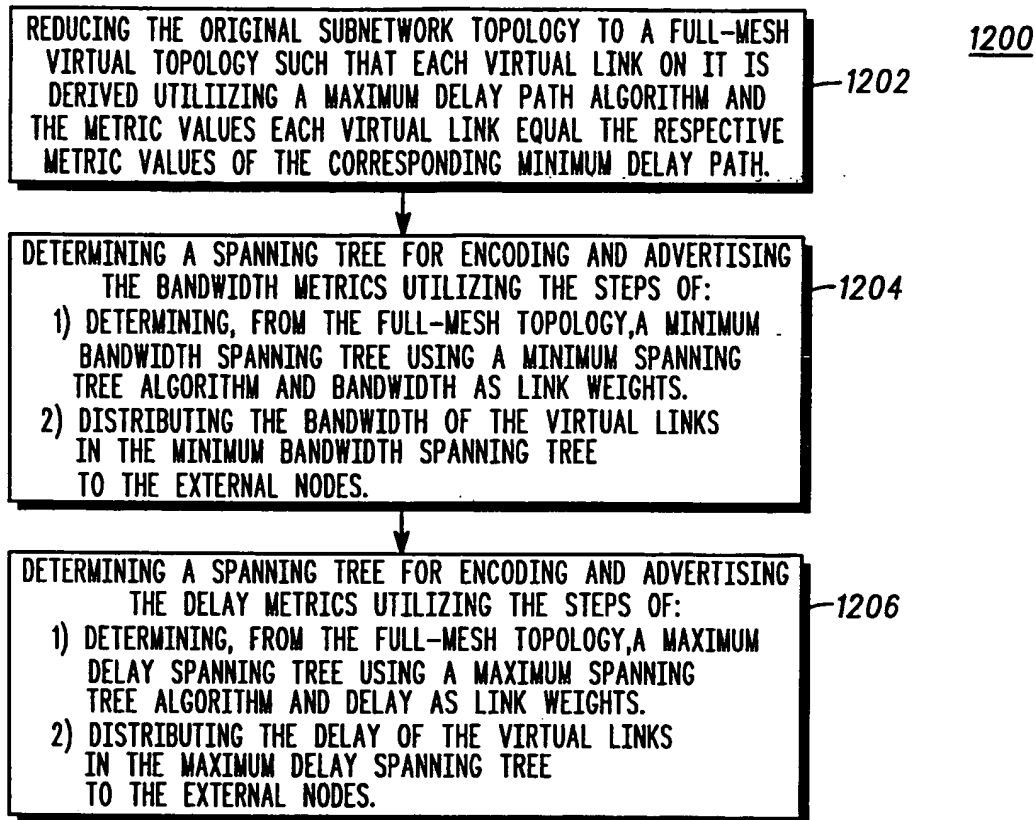 1200
REDUCING THE ORIGINAL SUBNETWORK TOPOLOGY TO A FULL-MESH
VIRTUAL TOPOLOGY SUCH THAT EACH VIRTUAL LINK ON IT IS
DERIVED UTILIIZING A MAXIMUM DELAY PATH ALGORITHM AND
THE METRIC VALUES EACH VIRTUAL LINK EQUAL THE RESPECTIVE
METRIC VALUES OF THE CORRESPONDING MINIMUM DELAY PATH.
1202
DETERMINING A SPANNING TREE FOR ENCODING AND ADVERTISING
THE BANDWIDTH METRICS UTILIZING THE STEPS OF:
1) DETERMINING, FROM THE FULL-MESH TOPOLOGY,A MINIMUM
BANDWIDTH SPANNING TREE USING A MINIMUM SPANNING
TREE ALGORITHM AND BANDWIDTH AS LINK WEIGHTS.
2) DISTRIBUTING THE BANDWIDTH OF THE VIRTUAL LINKS
IN THE MINIMUM BANDWIDTH SPANNING TREE
TO THE EXTERNAL NODES.
1204
DETERMINING A SPANNING TREE FOR ENCODING AND ADVERTISING
THE DELAY METRICS UTILIZING THE STEPS OF:
1) DETERMINING, FROM THE FULL-MESH TOPOLOGY,A MAXIMUM
DELAY SPANNING TREE USING A MAXIMUM SPANNING
TREE ALGORITHM AND DELAY AS LINK WEIGHTS.
2) DISTRIBUTING THE DELAY OF THE VIRTUAL LINKS
IN THE MAXIMUM DELAY SPANNING TREE
TO THE EXTERNAL NODES.
1206